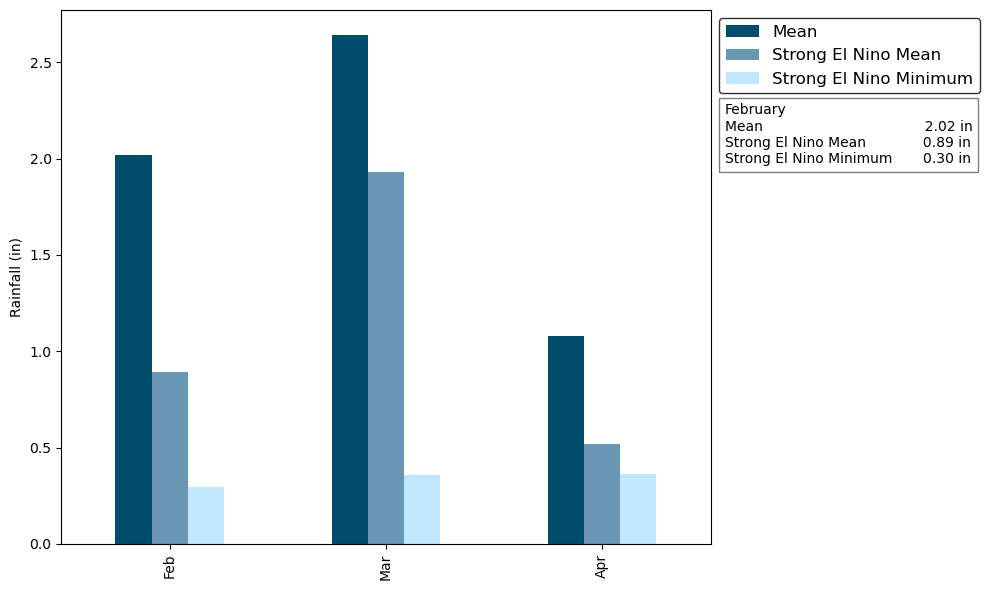 Mean
Strong El Nino Mean
Strong El Nino Minimum
February
Mean 2.02 in
Strong El Nino Mean 0.89 in
Strong El Nino Minimum 0.30 in
Rainfall (in)
2.5
2.0
1.5
1.0
0.5
0.0
Feb
Mar
Apr